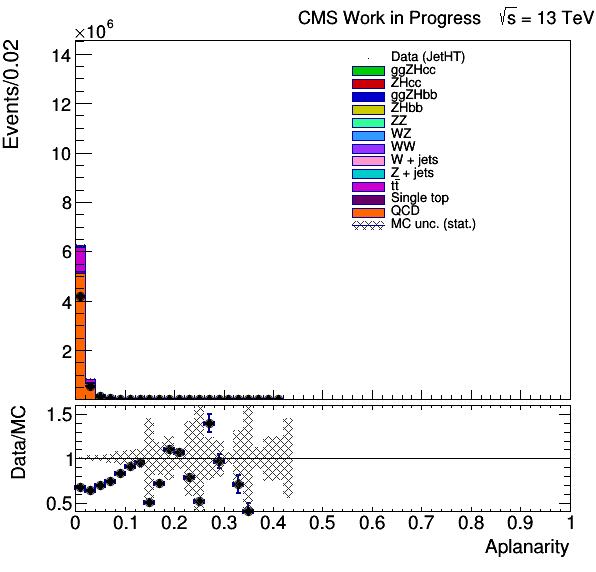 CMS Work in Progress √s = 13 TeV
×10⁶
Events/0.02
14
12
10
8
6
4
2
Data (JetHT)
ggZHcc
ZHcc
ggZHbb
ZHbb
ZZ
WZ
WW
W + jets
Z + jets
tt̄
Single top
QCD
MC unc. (stat.)
Data/MC
1.5
1
0.5
0 0.1 0.2 0.3 0.4 0.5 0.6 0.7 0.8 0.9 1
Aplanarity